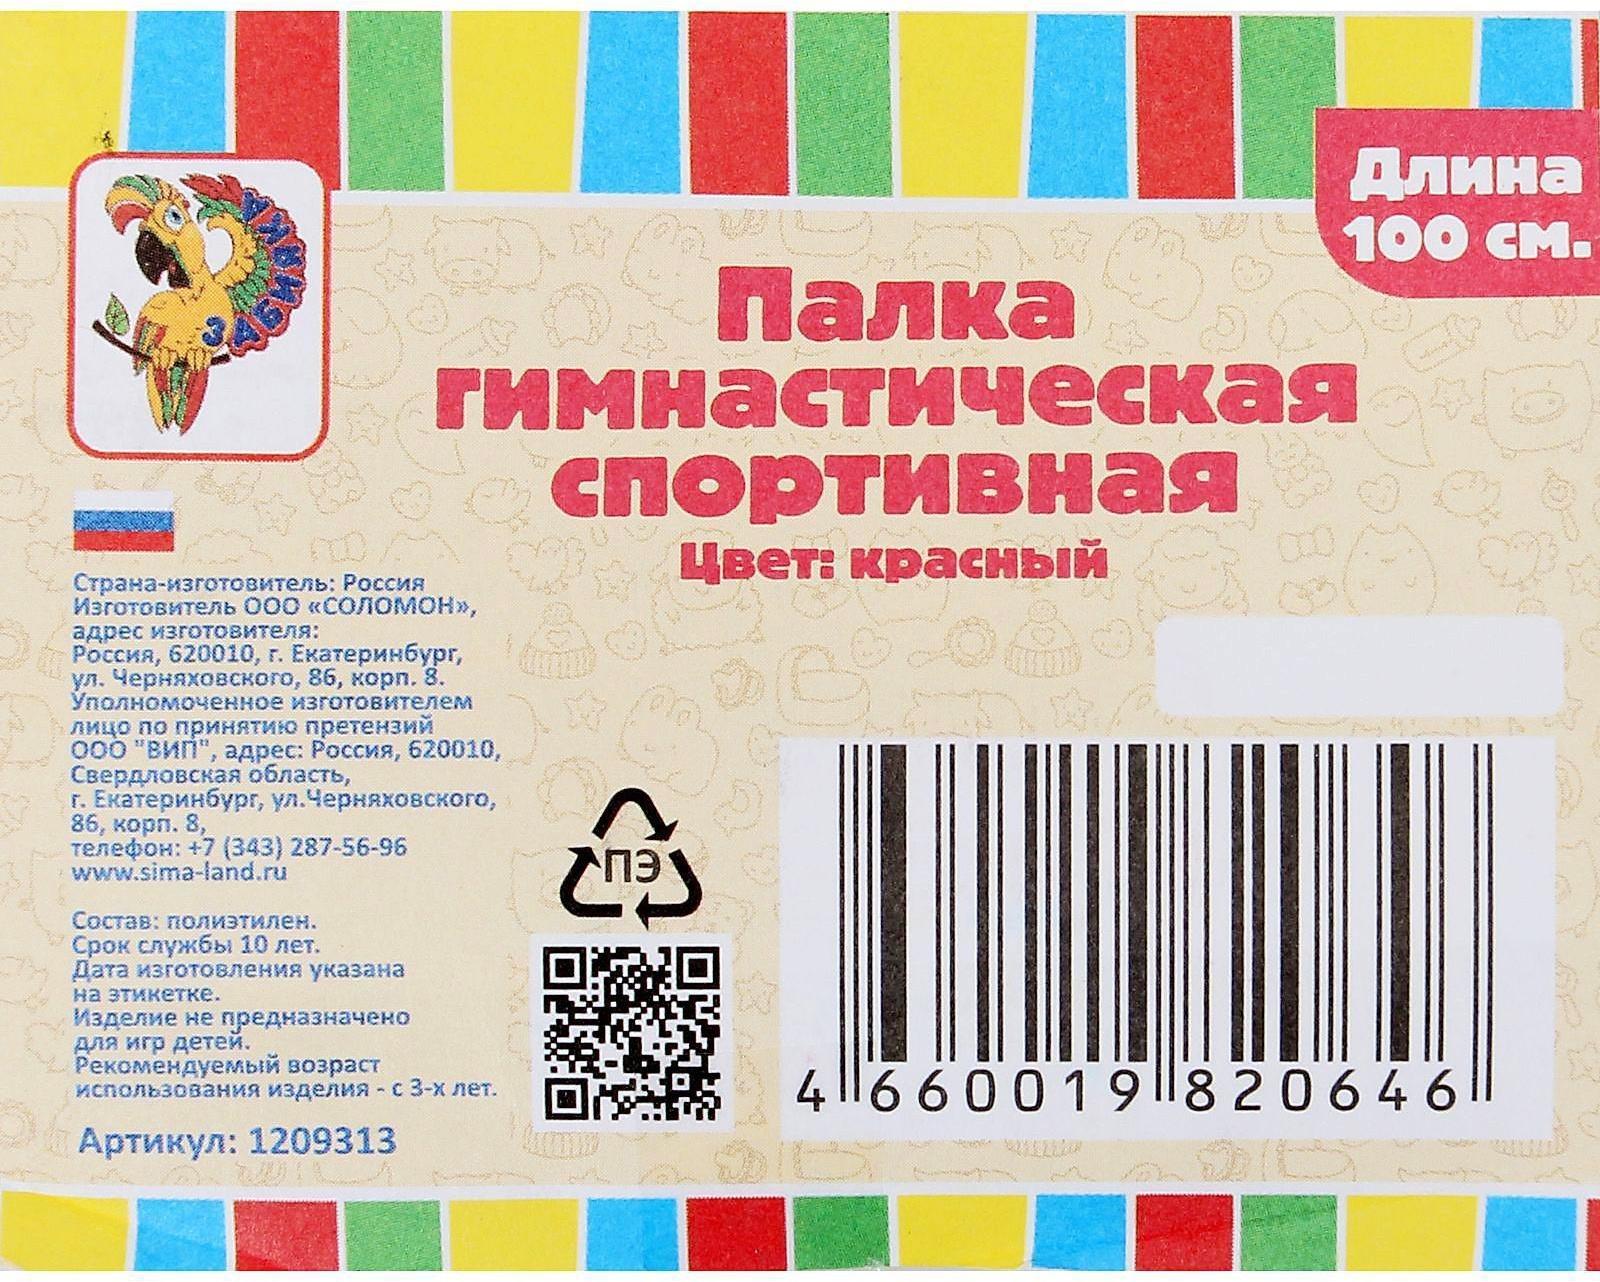 Длина
100 см.
ЗАБИЯКИ
Палка
гимнастическая
спортивная
Цвет: красный
Страна-изготовитель: Россия
Изготовитель ООО «СОЛОМОН»,
адрес изготовителя:
Россия, 620010, г. Екатеринбург,
ул. Черняховского, 86, корп. 8.
Уполномоченное изготовителем
лицо по принятию претензий
ООО "ВИП", адрес: Россия, 620010,
Свердловская область,
г. Екатеринбург, ул.Черняховского,
86, корп. 8,
телефон: +7 (343) 287-56-96
www.sima-land.ru
Состав: полиэтилен.
Срок службы 10 лет.
Дата изготовления указана
на этикетке.
Изделие не предназначено
для игр детей.
Рекомендуемый возраст
использования изделия - с 3-х лет.
Артикул: 1209313
ПЭ
4 660019 820646